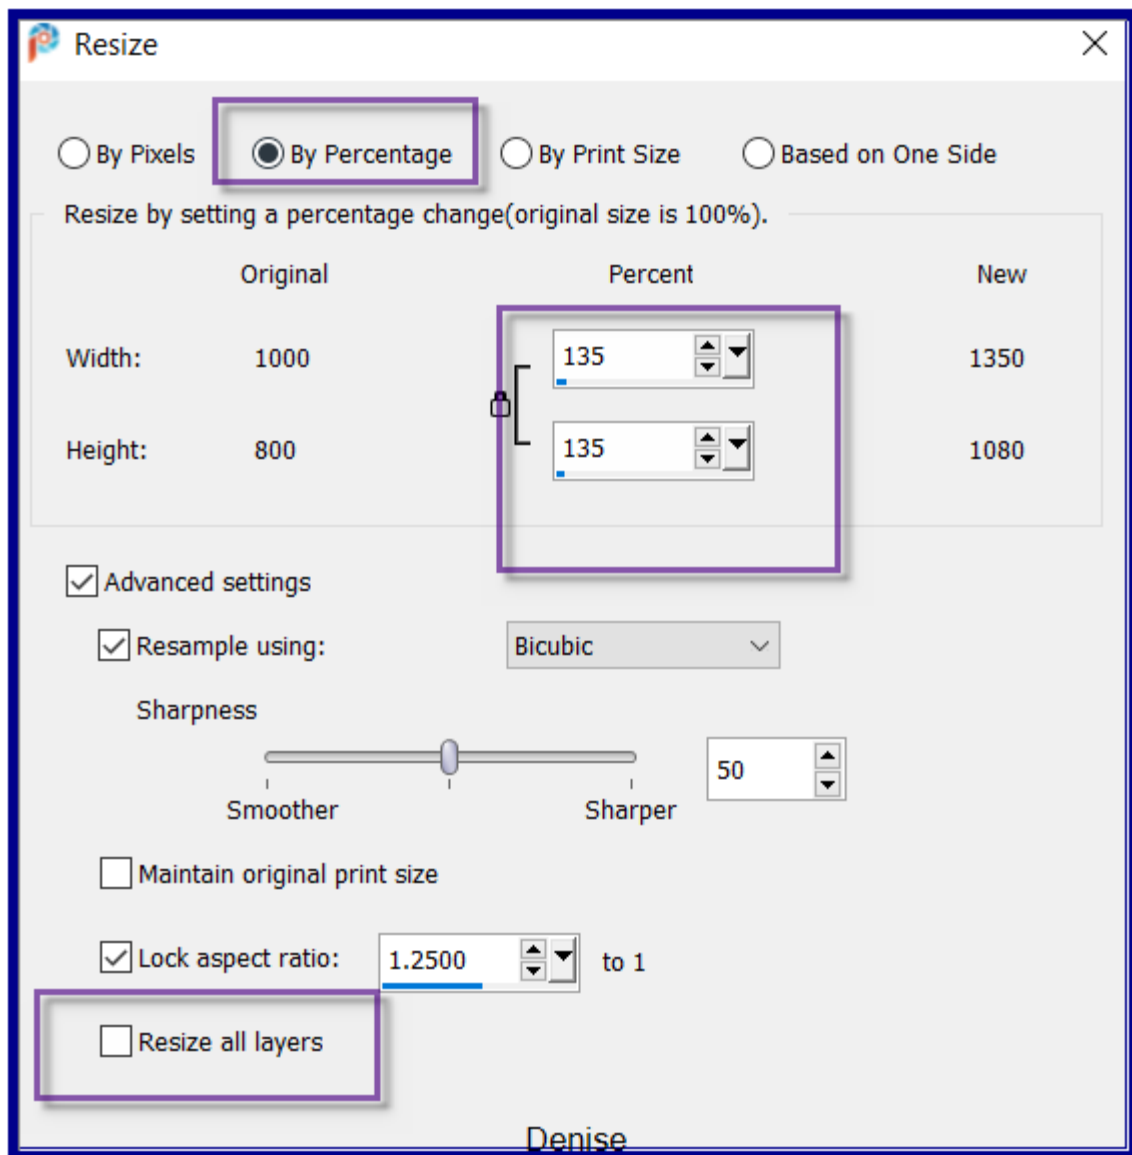 Resize
By Pixels By Percentage By Print Size Based on One Side
Resize by setting a percentage change(original size is 100%).
Original Percent New
Width: 1000 135 1350
Height: 800 135 1080
Advanced settings
Resample using: Bicubic
Sharpness
50
Smoother Sharper
Maintain original print size
Lock aspect ratio: 1.2500 to 1
Resize all layers
Denise